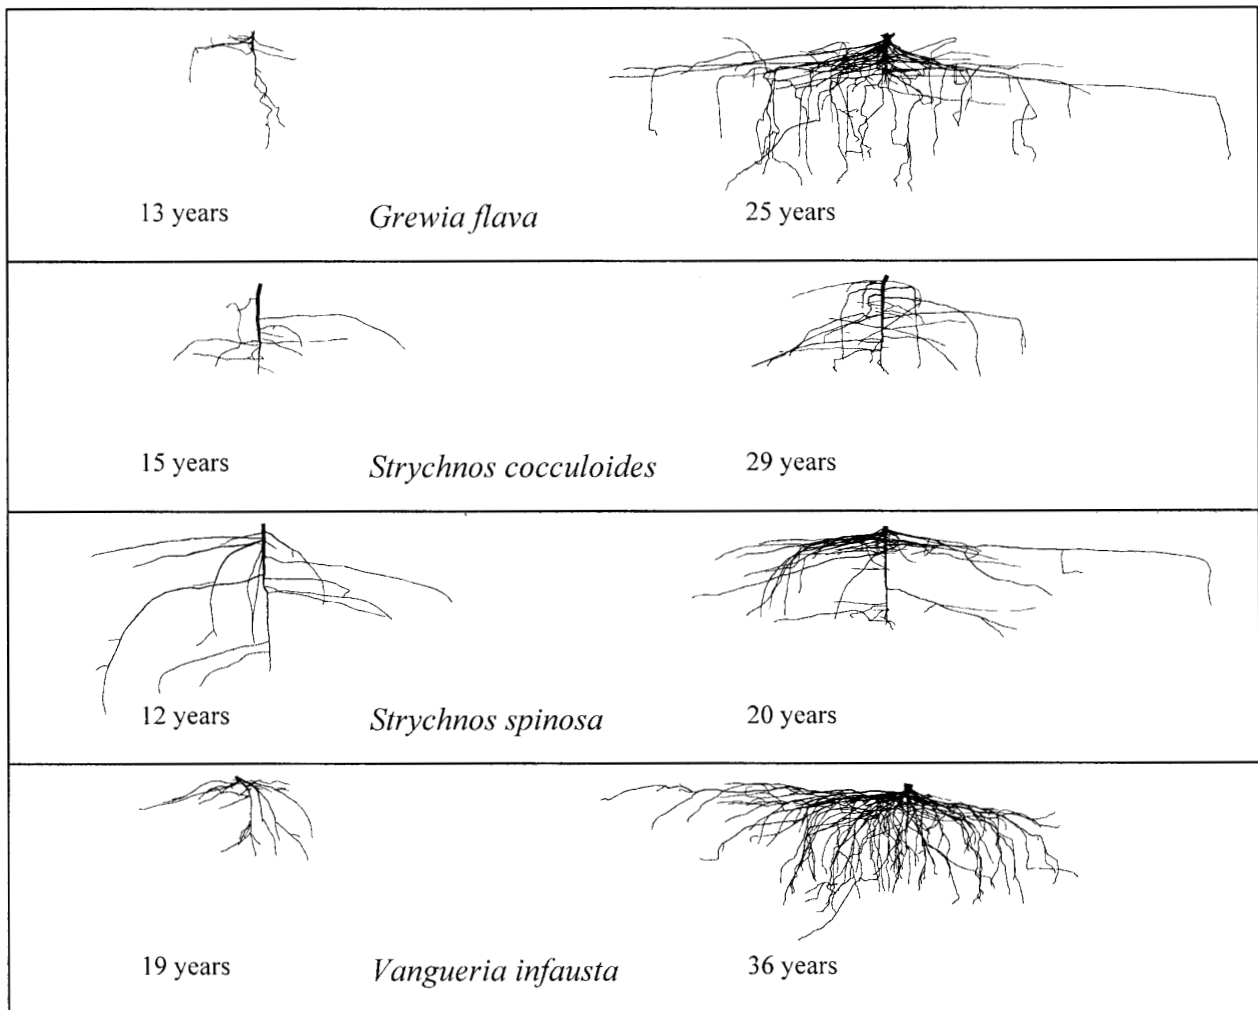 13 years Grewia flava 25 years
15 years Strychnos cocculoides 29 years
12 years Strychnos spinosa 20 years
19 years Vangueria infausta 36 years